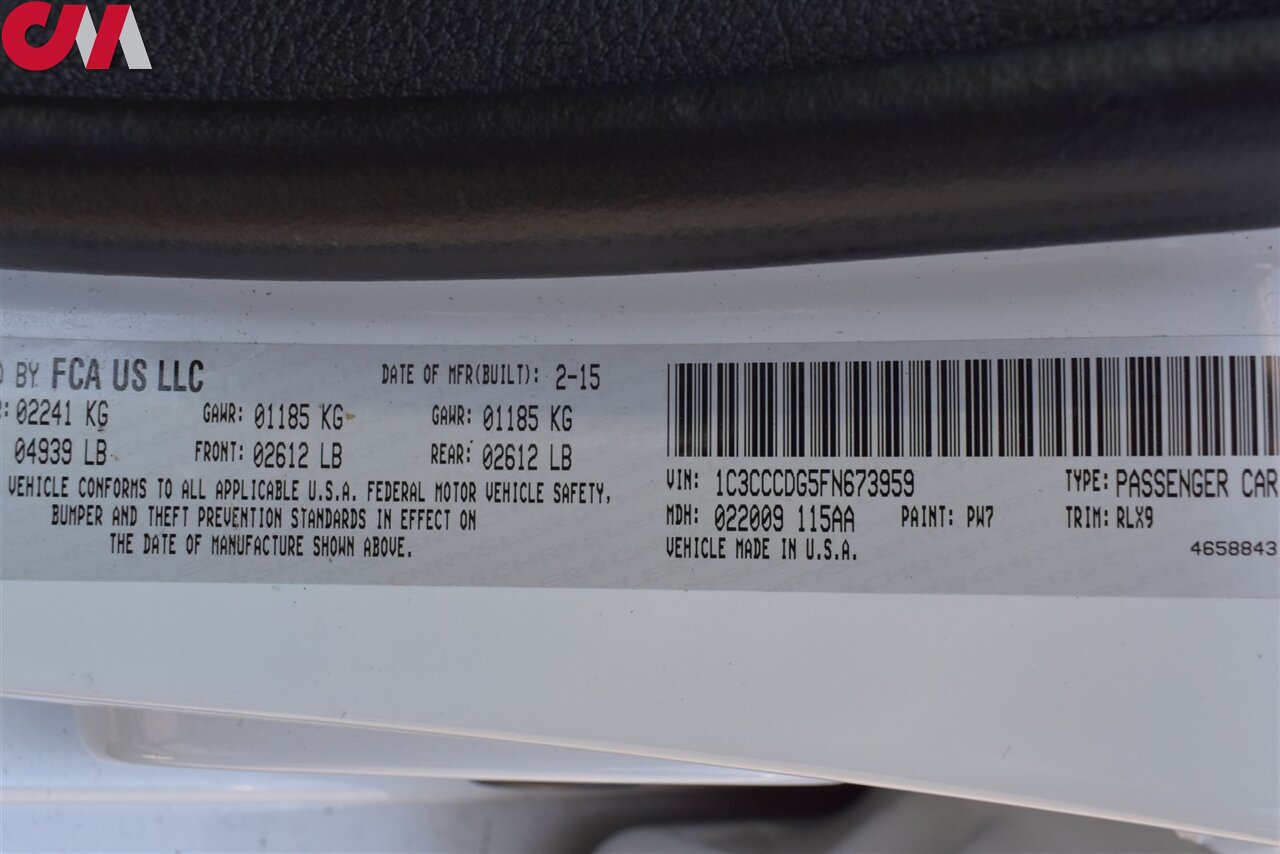 CM
BY FCA US LLC
DATE OF MFR(BUILT): 2-15
02241 KG GAWR: 01185 KG GAWR: 01185 KG
04939 LB FRONT: 02612 LB REAR: 02612 LB
VEHICLE CONFORMS TO ALL APPLICABLE U.S.A. FEDERAL MOTOR VEHICLE SAFETY,
BUMPER AND THEFT PREVENTION STANDARDS IN EFFECT ON
THE DATE OF MANUFACTURE SHOWN ABOVE.
VIN: 1C3CCCDG5FN673959 TYPE: PASSENGER CAR
MDH: 022009 115AA PAINT: PW7 TRIM: RLX9
VEHICLE MADE IN U.S.A. 4658843